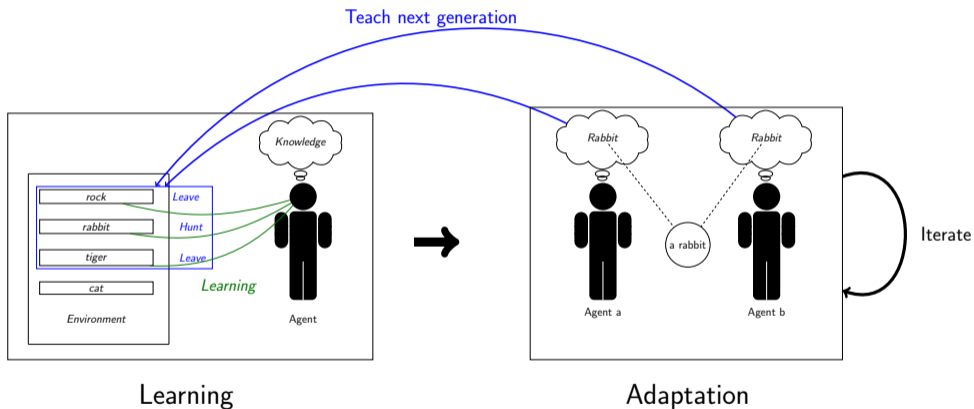 Teach next generation
Knowledge
Rabbit
Rabbit
rock
Leave
rabbit
Hunt
tiger
Leave
cat
Learning
Environment
Agent
a rabbit
Agent a
Agent b
Iterate
Learning
Adaptation